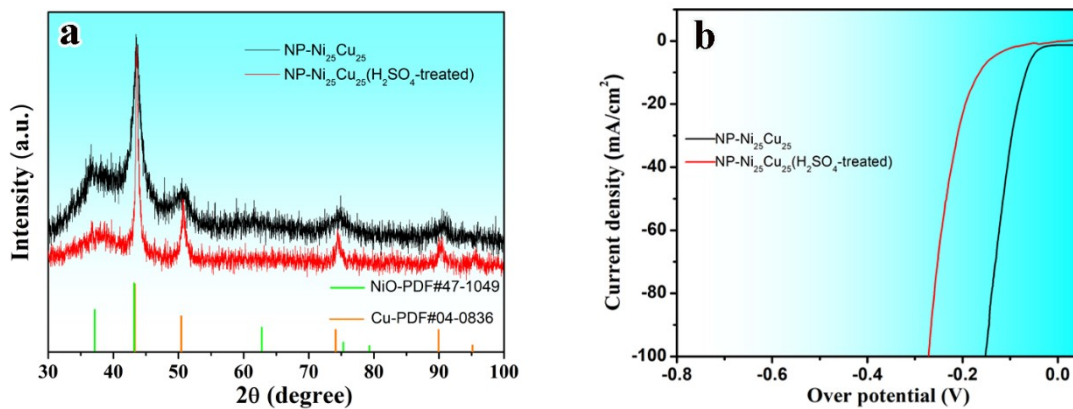 a
NP-Ni₂₅Cu₂₅
NP-Ni₂₅Cu₂₅(H₂SO₄-treated)
Intensity (a.u.)
NiO-PDF#47-1049
Cu-PDF#04-0836
30 40 50 60 70 80 90 100
2θ (degree)
b
0
-20
-40
-60
-80
-100
Current density (mA/cm²)
NP-Ni₂₅Cu₂₅
NP-Ni₂₅Cu₂₅(H₂SO₄-treated)
-0.8 -0.6 -0.4 -0.2 0.0
Over potential (V)